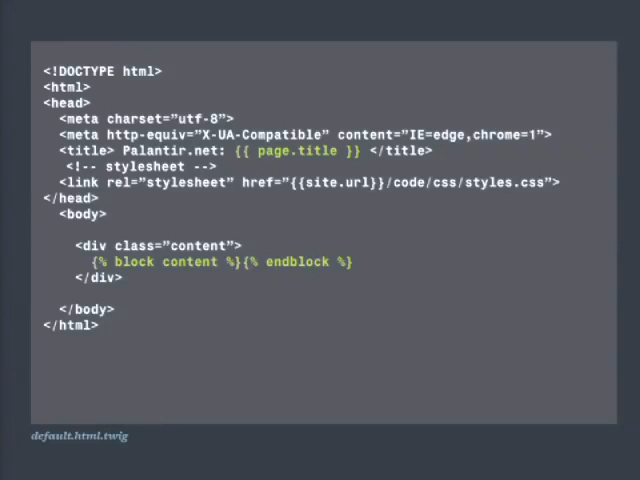 <!DOCTYPE html>
<html>
<head>
<meta charset=”utf-8”>
<meta http-equiv=”X-UA-Compatible” content=”IE=edge,chrome=1”>
<title> Palantir.net: {{ page.title }} </title>
<!-- stylesheet -->
<link rel=”stylesheet” href=”{{site.url}}/code/css/styles.css”>
</head>
<body>
<div class=”content”>
{% block content %}{% endblock %}
</div>
</body>
</html>
default.html.twig